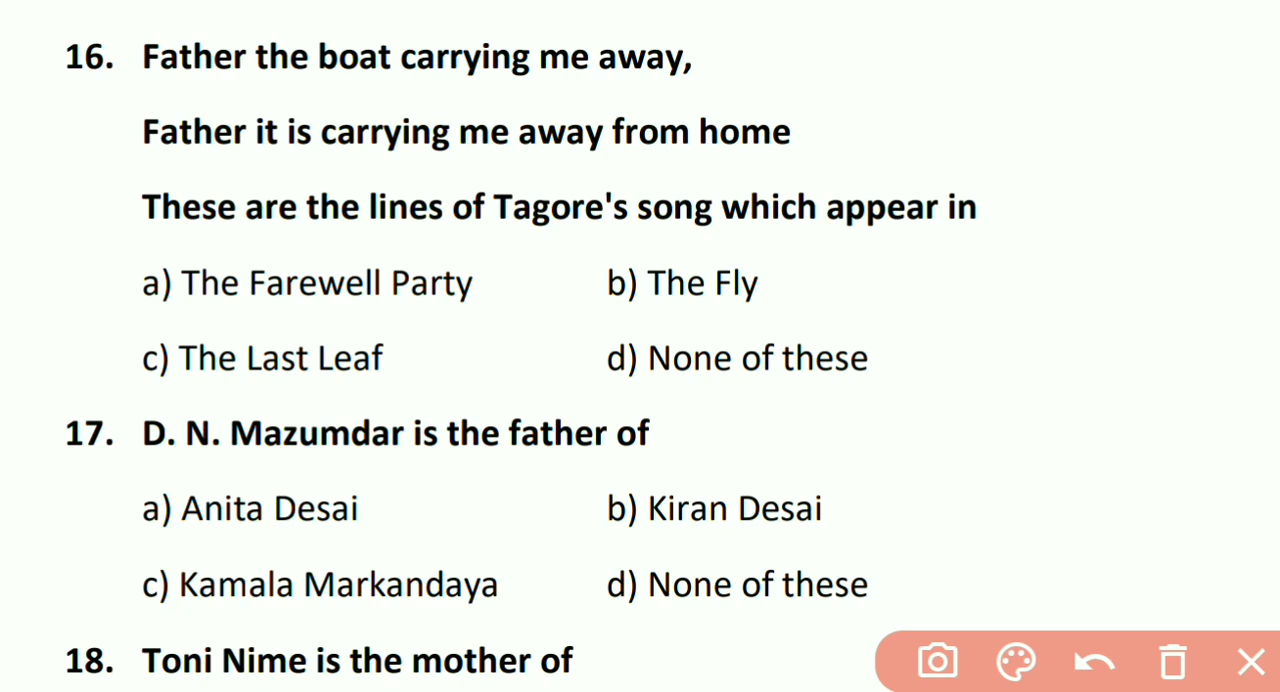 16. Father the boat carrying me away,
Father it is carrying me away from home
These are the lines of Tagore's song which appear in
a) The Farewell Party b) The Fly
c) The Last Leaf d) None of these
17. D. N. Mazumdar is the father of
a) Anita Desai b) Kiran Desai
c) Kamala Markandaya d) None of these
18. Toni Nime is the mother of